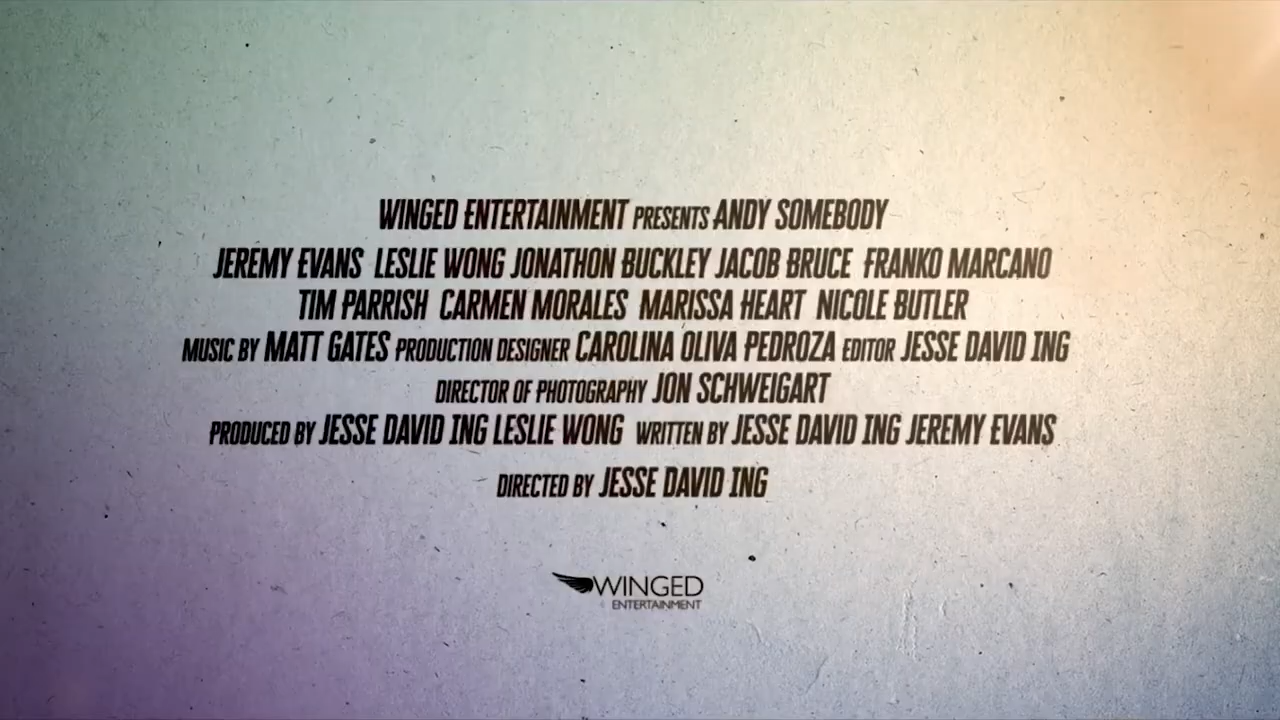 WINGED ENTERTAINMENT PRESENTS ANDY SOMEBODY
JEREMY EVANS LESLIE WONG JONATHON BUCKLEY JACOB BRUCE FRANKO MARCANO
TIM PARRISH CARMEN MORALES MARISSA HEART NICOLE BUTLER
MUSIC BY MATT GATES PRODUCTION DESIGNER CAROLINA OLIVA PEDROZA EDITOR JESSE DAVID ING
DIRECTOR OF PHOTOGRAPHY JON SCHWEIGART
PRODUCED BY JESSE DAVID ING LESLIE WONG WRITTEN BY JESSE DAVID ING JEREMY EVANS
DIRECTED BY JESSE DAVID ING
WINGED
ENTERTAINMENT